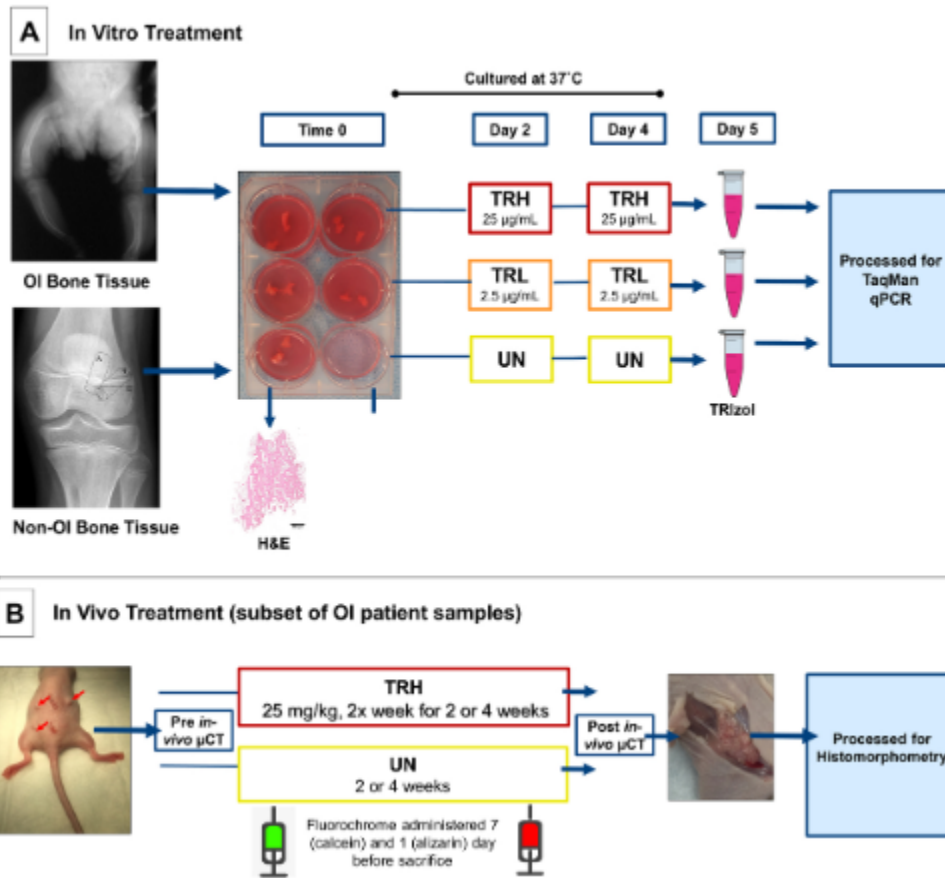 A
In Vitro Treatment
Cultured at 37˚C
Time 0
Day 2
Day 4
Day 5
TRH
25 µg/mL
TRH
25 µg/mL
TRL
2.5 µg/mL
TRL
2.5 µg/mL
UN
UN
TRIzol
Processed for
TaqMan
qPCR
OI Bone Tissue
Non-OI Bone Tissue
H&E
B
In Vivo Treatment (subset of OI patient samples)
Pre in-
vivo µCT
TRH
25 mg/kg, 2x week for 2 or 4 weeks
UN
2 or 4 weeks
Fluorochrome administered 7
(calcein) and 1 (alizarin) day
before sacrifice
Post in-
vivo µCT
Processed for
Histomorphometry